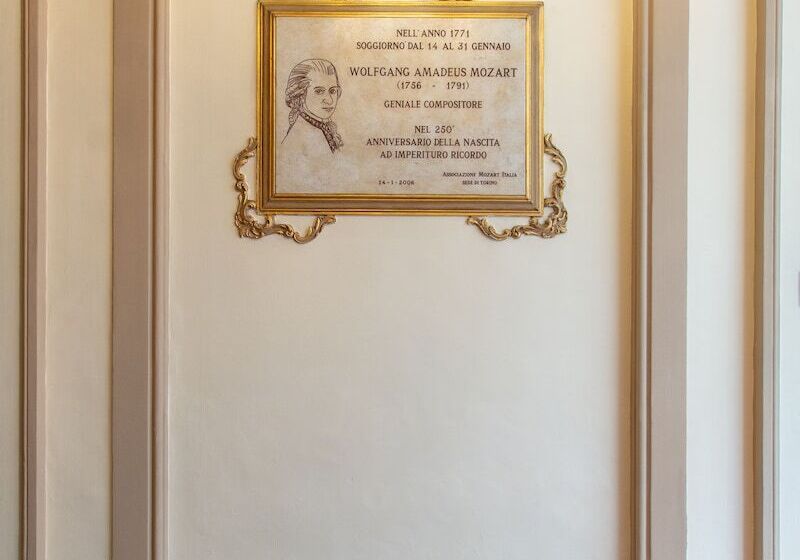 NELL'ANNO 1771
SOGGIORNO DAL 14 AL 31 GENNAIO
WOLFGANG AMADEUS MOZART
(1756 - 1791)
GENIALE COMPOSITORE
NEL 250°
ANNIVERSARIO DELLA NASCITA
AD IMPERITURO RICORDO
ASSOCIAZIONE MOZART ITALIA
14-1-2006 SEDE DI TORINO